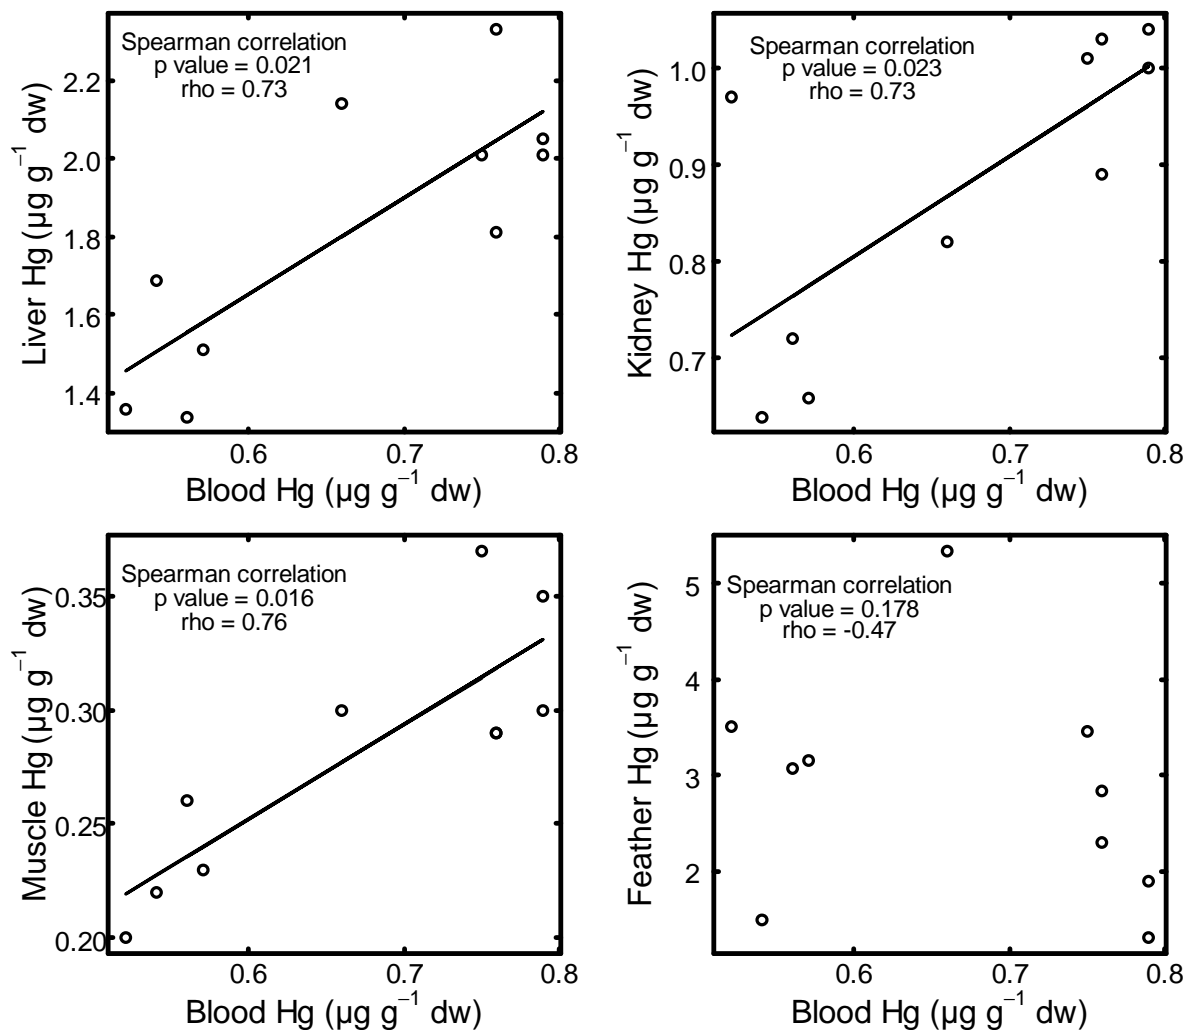 Spearman correlation
p value = 0.021
rho = 0.73
Liver Hg (µg g⁻¹ dw)
2.2
2.0
1.8
1.6
1.4
0.6 0.7 0.8
Blood Hg (µg g⁻¹ dw)
Spearman correlation
p value = 0.023
rho = 0.73
Kidney Hg (µg g⁻¹ dw)
1.0
0.9
0.8
0.7
0.6 0.7 0.8
Blood Hg (µg g⁻¹ dw)
Spearman correlation
p value = 0.016
rho = 0.76
Muscle Hg (µg g⁻¹ dw)
0.35
0.30
0.25
0.20
0.6 0.7 0.8
Blood Hg (µg g⁻¹ dw)
Spearman correlation
p value = 0.178
rho = -0.47
Feather Hg (µg g⁻¹ dw)
5
4
3
2
0.6 0.7 0.8
Blood Hg (µg g⁻¹ dw)